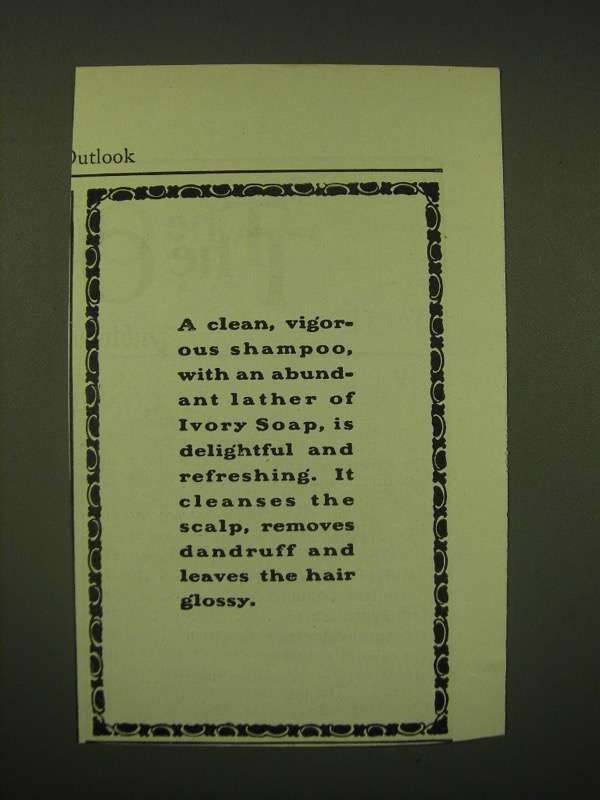 Outlook
A clean, vigor-
ous shampoo,
with an abund-
ant lather of
Ivory Soap, is
delightful and
refreshing. It
cleanses the
scalp, removes
dandruff and
leaves the hair
glossy.